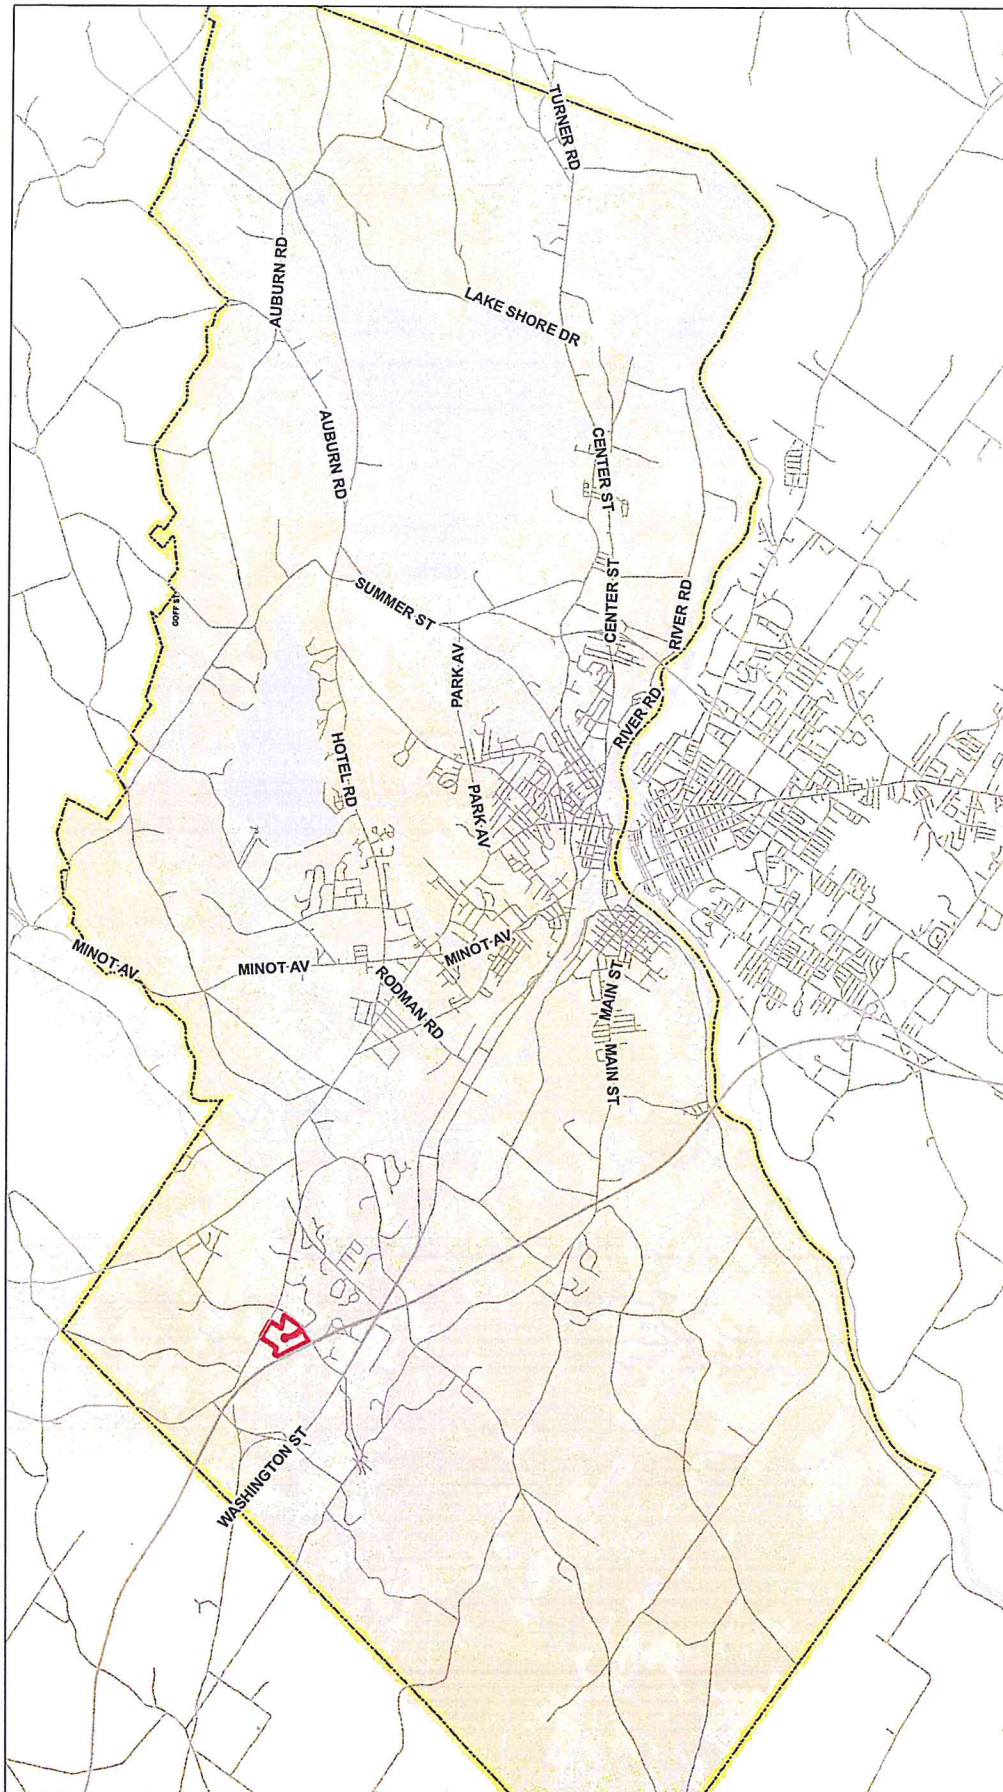 TURNER RD
AUBURN RD
LAKE SHORE DR
AUBURN RD
CENTER ST
CENTER ST
SUMMER ST
GOFF ST
RIVER RD
PARK AV
RIVER RD
HOTEL RD
PARK AV
MINOT AV
MINOT AV
MINOT AV
RODMAN RD
MAIN ST
MAIN ST
WASHINGTON ST